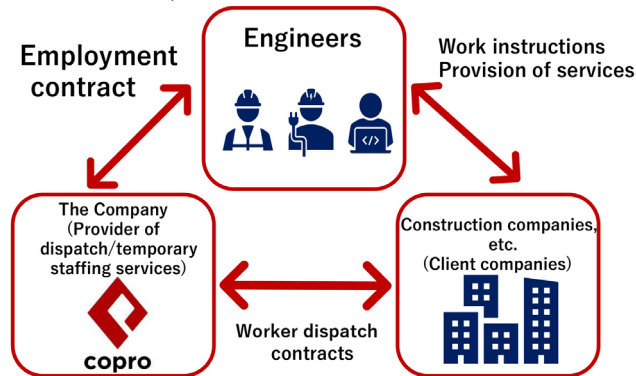 Engineers
Employment
contract
Work instructions
Provision of services
</>
The Company
(Provider of
dispatch/temporary
staffing services)
copro
Construction companies,
etc.
(Client companies)
Worker dispatch
contracts